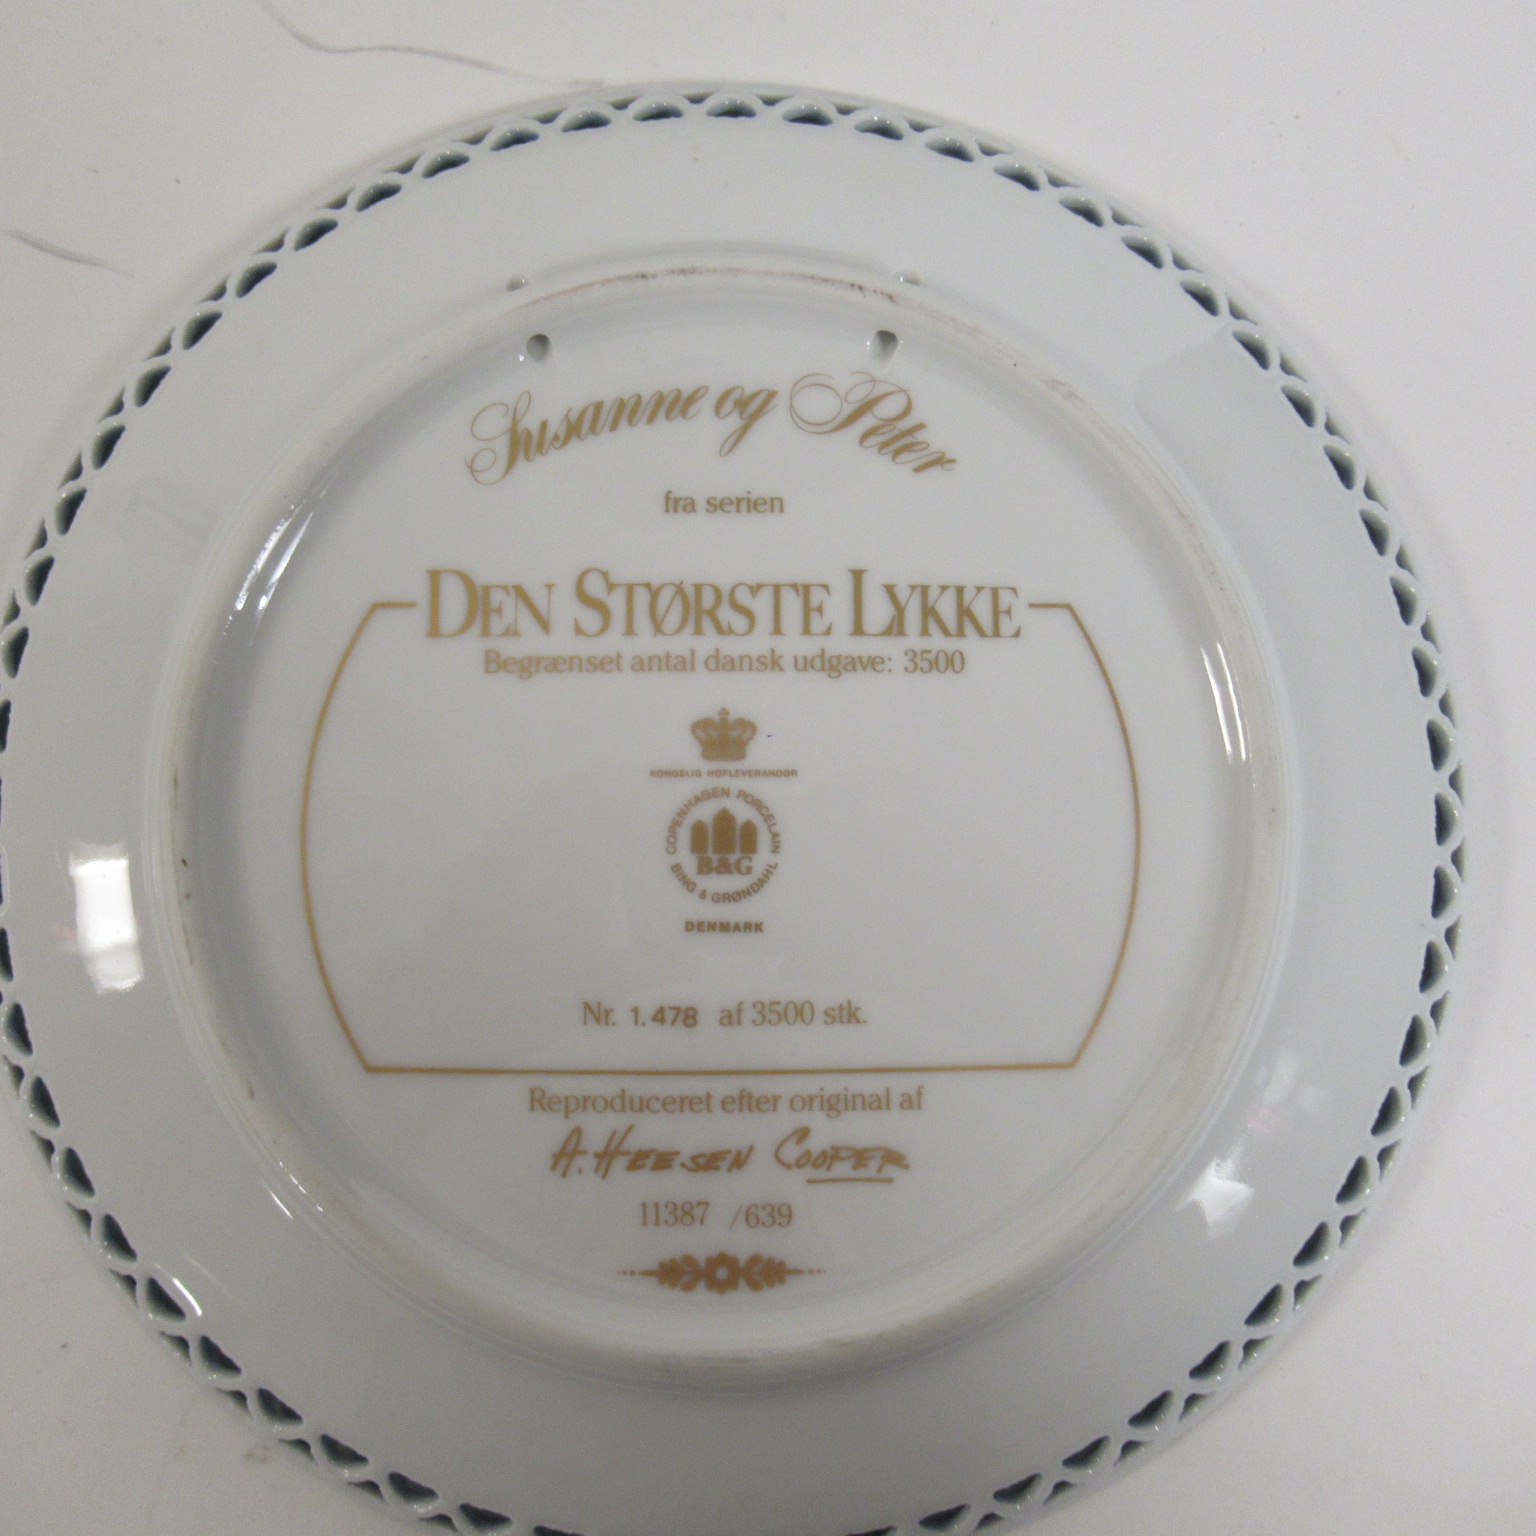 Susanne og Peter
fra serien
DEN STØRSTE LYKKE
Begrænset antal dansk udgave: 3500
KONGELIG HOFLEVERANDØR
COPENHAGEN PORCELAIN
B&G
BING & GRØNDAHL
DENMARK
Nr. 1.478 af 3500 stk.
Reproduceret efter original af
A. HEESEN COOPER
11387 /639